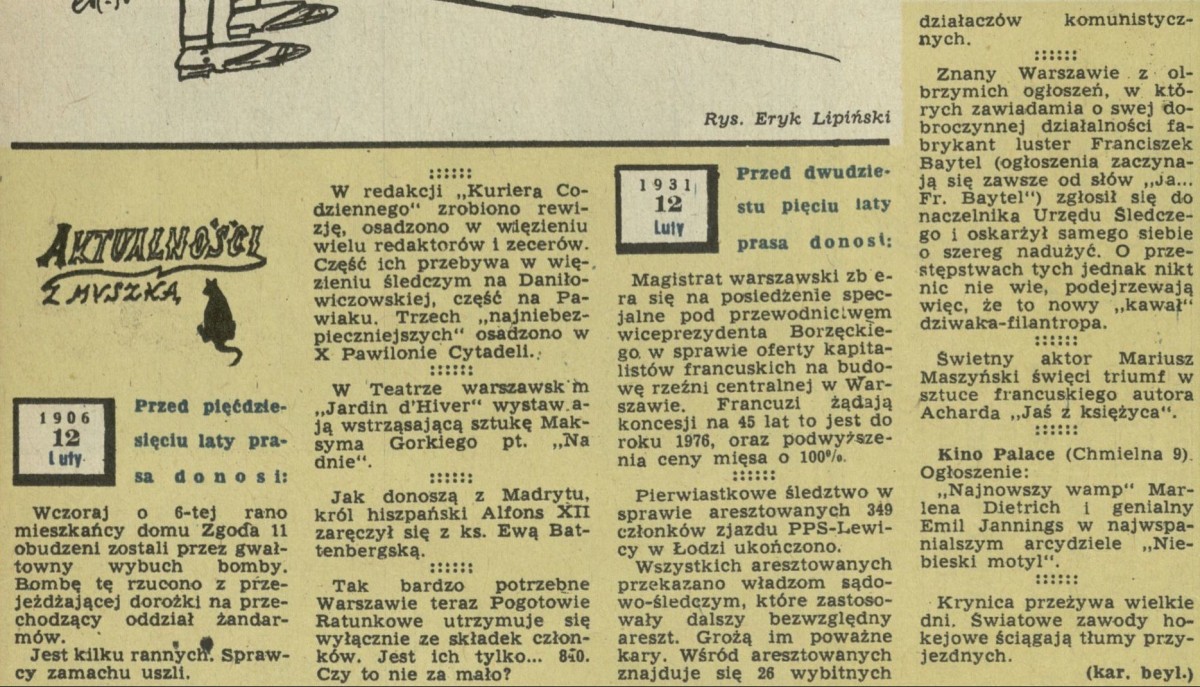 Rys. Eryk Lipiński
AKTUALNOŚCI
Z MYSZKĄ
1906
12
Luty
Przed pięćdzie-
sięciu laty pra-
sa donosi:
Wczoraj o 6-tej rano
mieszkańcy domu Zgoda 11
obudzeni zostali przez gwał-
towny wybuch bomby.
Bombę tę rzucono z prze-
jeżdżającej dorożki na prze-
chodzący oddział żandar-
mów.
Jest kilku rannych. Spraw-
cy zamachu uszli.
::::::
W redakcji „Kuriera Co-
dziennego" zrobiono rewi-
zję, osadzono w więzieniu
wielu redaktorów i zecerów.
Część ich przebywa w wię-
zieniu śledczym na Daniło-
wiczowskiej, część na Pa-
wiaku. Trzech „najniebez-
pieczniejszych" osadzono w
X Pawilonie Cytadeli.
::::::
W Teatrze warszawsk'm
„Jardin d'Hiver" wystaw.a-
ją wstrząsającą sztukę Mak-
syma Gorkiego pt. „Na
dnie".
::::::
Jak donoszą z Madrytu,
król hiszpański Alfons XII
zaręczył się z ks. Ewą Bat-
tenbergską.
::::::
Tak bardzo potrzebne
Warszawie teraz Pogotowie
Ratunkowe utrzymuje się
wyłącznie ze składek człon-
ków. Jest ich tylko...
Czy to nie za mało?
1931
12
Luty
Przed dwudzie-
stu pięciu laty
prasa donosi:
Magistrat warszawski zb e-
ra się na posiedżenie spec-
jalne pod przewodnictwem
wiceprezydenta Borzęckie-
go w sprawie oferty kapita-
listów francuskich na budo-
wę rzeźni centralnej w War-
szawie. Francuzi żądają
koncesji na 45 lat to jest do
roku 1976, oraz podwyższe-
nia ceny mięsa o 100%.
::::::
Pierwiastkowe śledztwo w
sprawie aresztowanych 349
członków zjazdu PPS-Lewi-
cy w Łodzi ukończono.
Wszystkich aresztowanych
przekazano władzom sądo-
wo-śledczym, które zastoso-
wały dalszy bezwzględny
areszt. Grożą im poważne
kary. Wśród aresztowanych
znajduje się 26 wybitnych
działaczów komunistycz-
nych.
::::::
Znany Warszawie z ol-
brzymich ogłoszeń, w któ-
rych zawiadamia o swej do-
broczynnej działalności fa-
brykant luster Franciszek
Baytel (ogłoszenia zaczyna-
ją się zawsze od słów „Ja...
Fr. Baytel") zgłosił się do
naczelnika Urzędu Śledcze-
go i oskarżył samego siebie
o szereg nadużyć. O prze-
stępstwach tych jednak nikt
nic nie wie, podejrzewają
więc, że to nowy „kawał"
dziwaka-filantropa.
::::::
Świetny aktor Mariusz
Maszyński święci triumf w
sztuce francuskiego autora
Acharda „Jaś z księżyca".
::::::
Kino Palace (Chmielna 9).
Ogłoszenie:
„Najnowszy wamp" Mar-
lena Dietrich i genialny
Emil Jannings w najwspa-
nialszym arcydziele „Nie-
bieski motyl".
::::::
Krynica przeżywa wielkie
dni. Światowe zawody ho-
kejowe ściągają tłumy przy-
jezdnych.
(kar. beyl.)